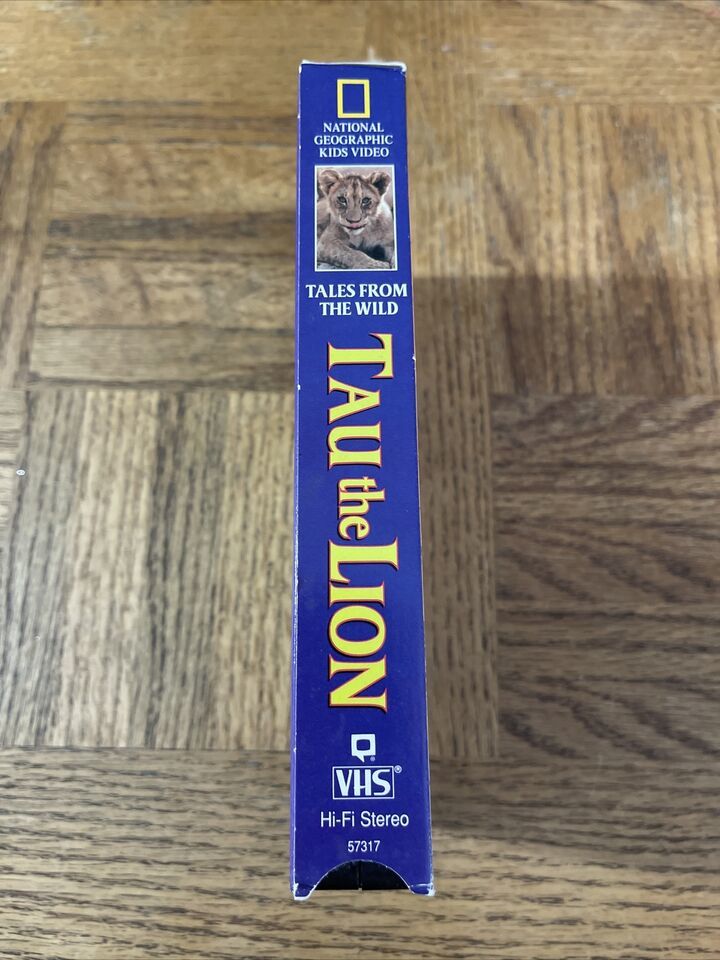 NATIONAL
GEOGRAPHIC
KIDS VIDEO
TALES FROM
THE WILD
TAU the LION
®
VHS®
Hi-Fi Stereo
57317